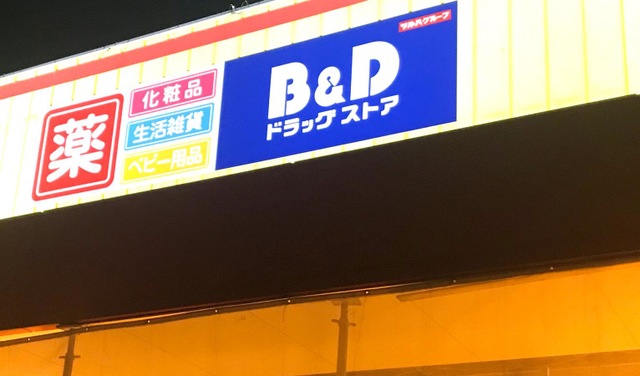 薬
化粧品
生活雑貨
ベビー用品
ツルハグループ
B&D
ドラッグストア